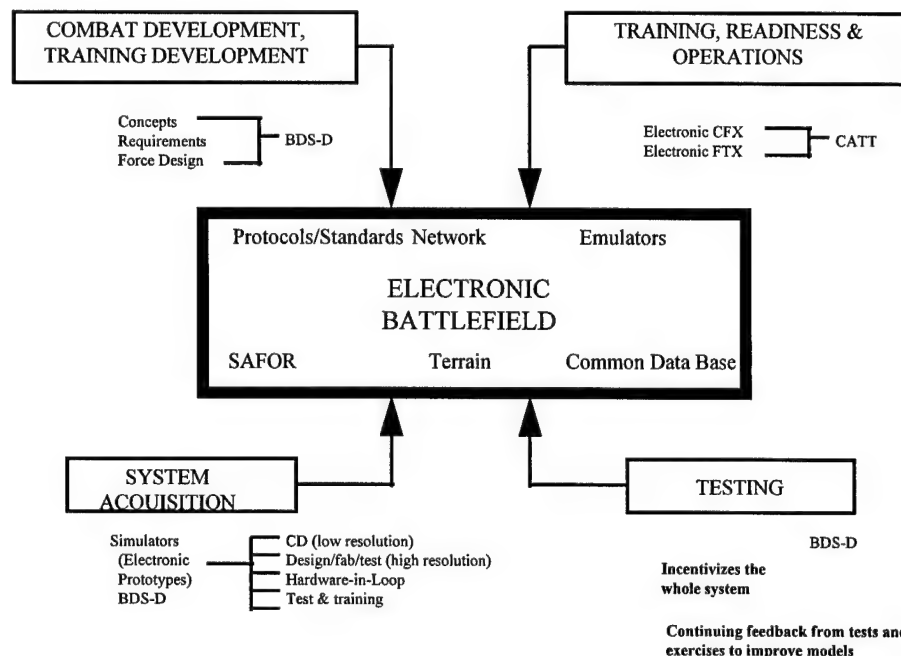 COMBAT DEVELOPMENT,
TRAINING DEVELOPMENT
TRAINING, READINESS &
OPERATIONS
Concepts
Requirements
Force Design
BDS-D
Electronic CFX
Electronic FTX
CATT
Protocols/Standards Network
Emulators
ELECTRONIC
BATTLEFIELD
SAFOR
Terrain
Common Data Base
SYSTEM
ACQUISITION
TESTING
Simulators
(Electronic
Prototypes)
BDS-D
CD (low resolution)
Design/fab/test (high resolution)
Hardware-in-Loop
Test & training
BDS-D
Incentivizes the
whole system
Continuing feedback from tests and
exercises to improve models